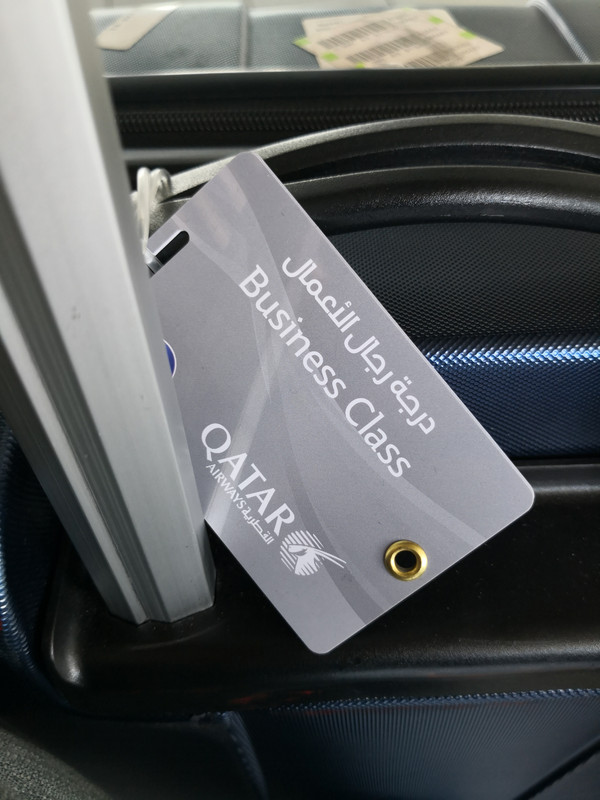 درجة رجال الأعمال
Business Class
QATAR
AIRWAYS القطرية